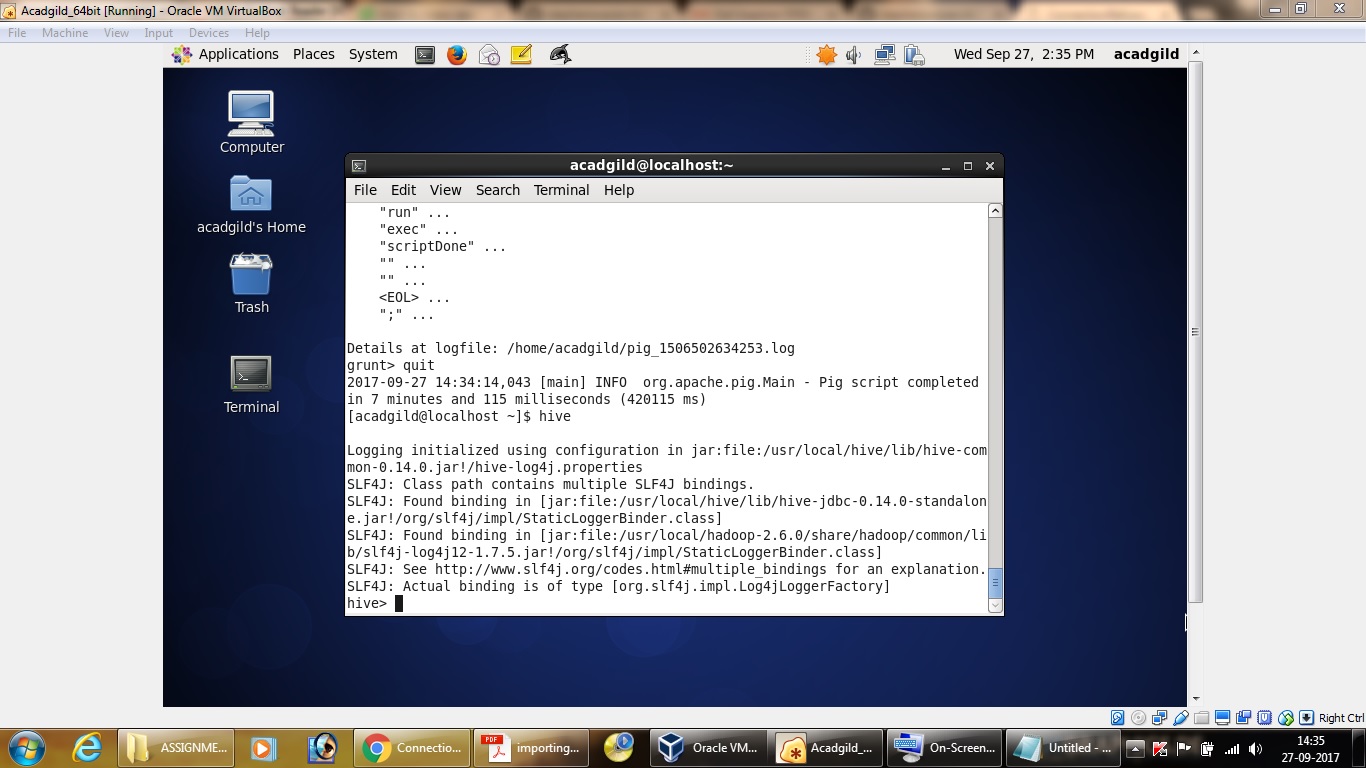 Acadgild_64bit [Running] - Oracle VM VirtualBox
File Machine View Input Devices Help
Applications Places System
Wed Sep 27, 2:35 PM
acadgild
Computer
acadgild's Home
Trash
Terminal
acadgild@localhost:~
File Edit View Search Terminal Help
"run" ...
"exec" ...
"scriptDone" ...
"" ...
"" ...
<EOL> ...
";" ...
Details at logfile: /home/acadgild/pig_1506502634253.log
grunt> quit
2017-09-27 14:34:14,043 [main] INFO  org.apache.pig.Main - Pig script completed
in 7 minutes and 115 milliseconds (420115 ms)
[acadgild@localhost ~]$ hive
Logging initialized using configuration in jar:file:/usr/local/hive/lib/hive-com
mon-0.14.0.jar!/hive-log4j.properties
SLF4J: Class path contains multiple SLF4J bindings.
SLF4J: Found binding in [jar:file:/usr/local/hive/lib/hive-jdbc-0.14.0-standalon
e.jar!/org/slf4j/impl/StaticLoggerBinder.class]
SLF4J: Found binding in [jar:file:/usr/local/hadoop-2.6.0/share/hadoop/common/li
b/slf4j-log4j12-1.7.5.jar!/org/slf4j/impl/StaticLoggerBinder.class]
SLF4J: See http://www.slf4j.org/codes.html#multiple_bindings for an explanation.
SLF4J: Actual binding is of type [org.slf4j.impl.Log4jLoggerFactory]
hive>
Right Ctrl
ASSIGNME...
Connectio...
PDF
importing...
Oracle VM...
Acadgild_...
On-Screen...
Untitled - ...
14:35
27-09-2017